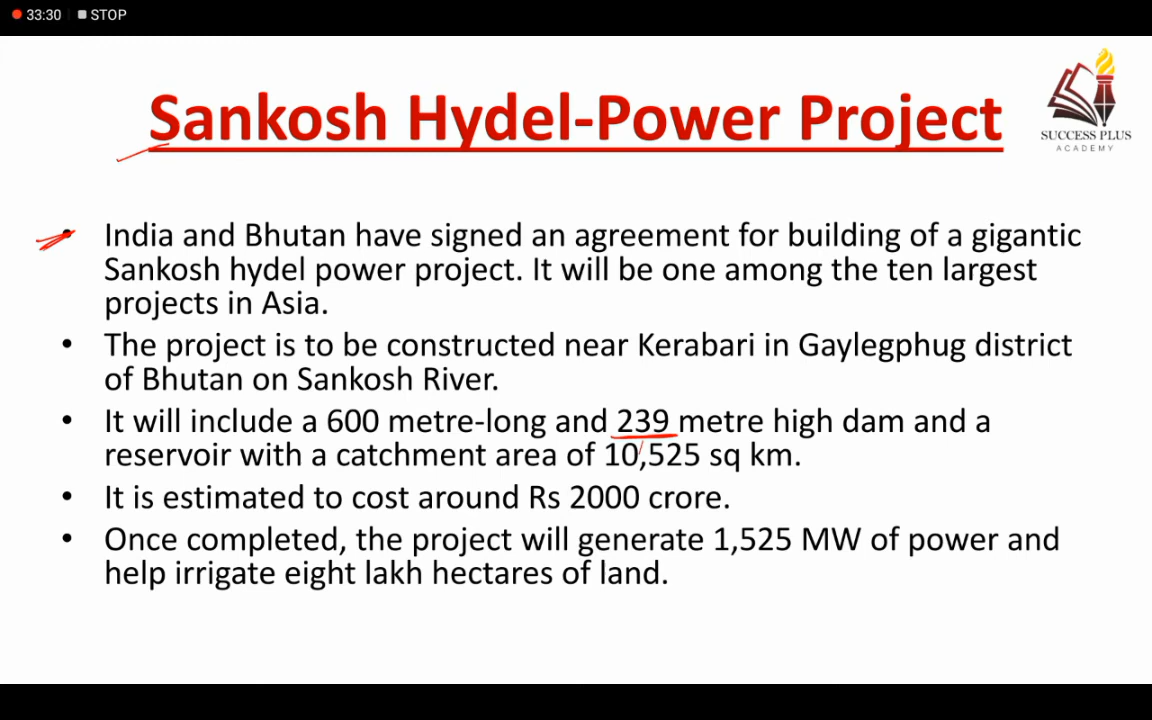 33:30 STOP
Sankosh Hydel-Power Project
SUCCESS PLUS
ACADEMY
• India and Bhutan have signed an agreement for building of a gigantic
Sankosh hydel power project. It will be one among the ten largest
projects in Asia.
• The project is to be constructed near Kerabari in Gaylegphug district
of Bhutan on Sankosh River.
• It will include a 600 metre-long and 239 metre high dam and a
reservoir with a catchment area of 10,525 sq km.
• It is estimated to cost around Rs 2000 crore.
• Once completed, the project will generate 1,525 MW of power and
help irrigate eight lakh hectares of land.